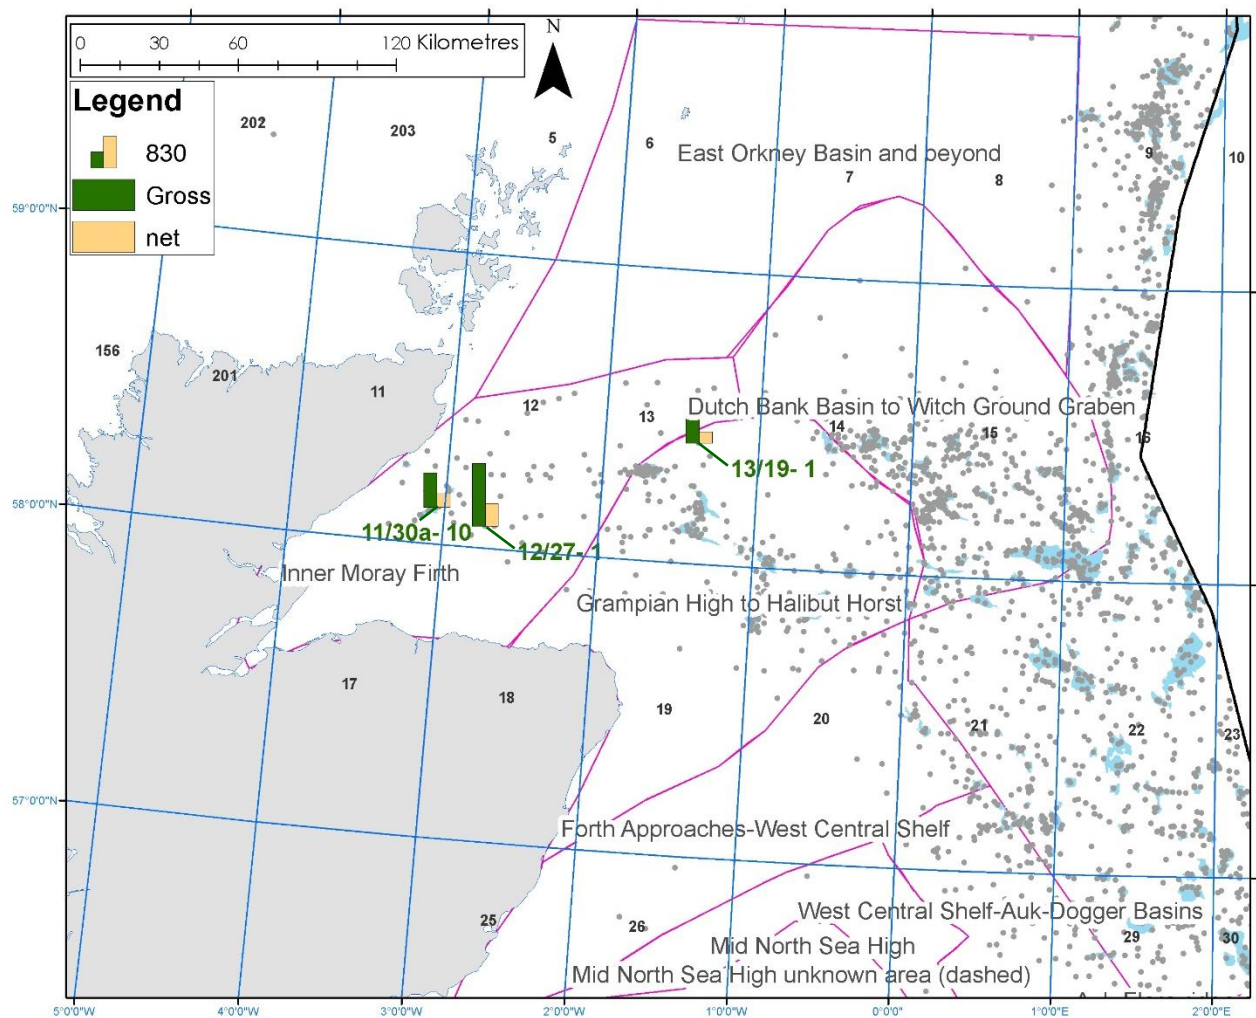 0 30 60 120 Kilometres
N
Legend
830
Gross
net
202
203
5
6
East Orkney Basin and beyond
7
8
9
10
59°0'0"N
156
201
11
12
13
Dutch Bank Basin to Witch Ground Graben
14
15
16
13/19- 1
58°0'0"N
11/30a- 10
12/27- 1
Inner Moray Firth
Grampian High to Halibut Horst
17
18
19
20
21
22
23
57°0'0"N
Forth Approaches-West Central Shelf
25
26
West Central Shelf-Auk-Dogger Basins
29
30
Mid North Sea High
Mid North Sea High unknown area (dashed)
5°0'0"W 4°0'0"W 3°0'0"W 2°0'0"W 1°0'0"W 0°0'0" 1°0'0"E 2°0'0"E